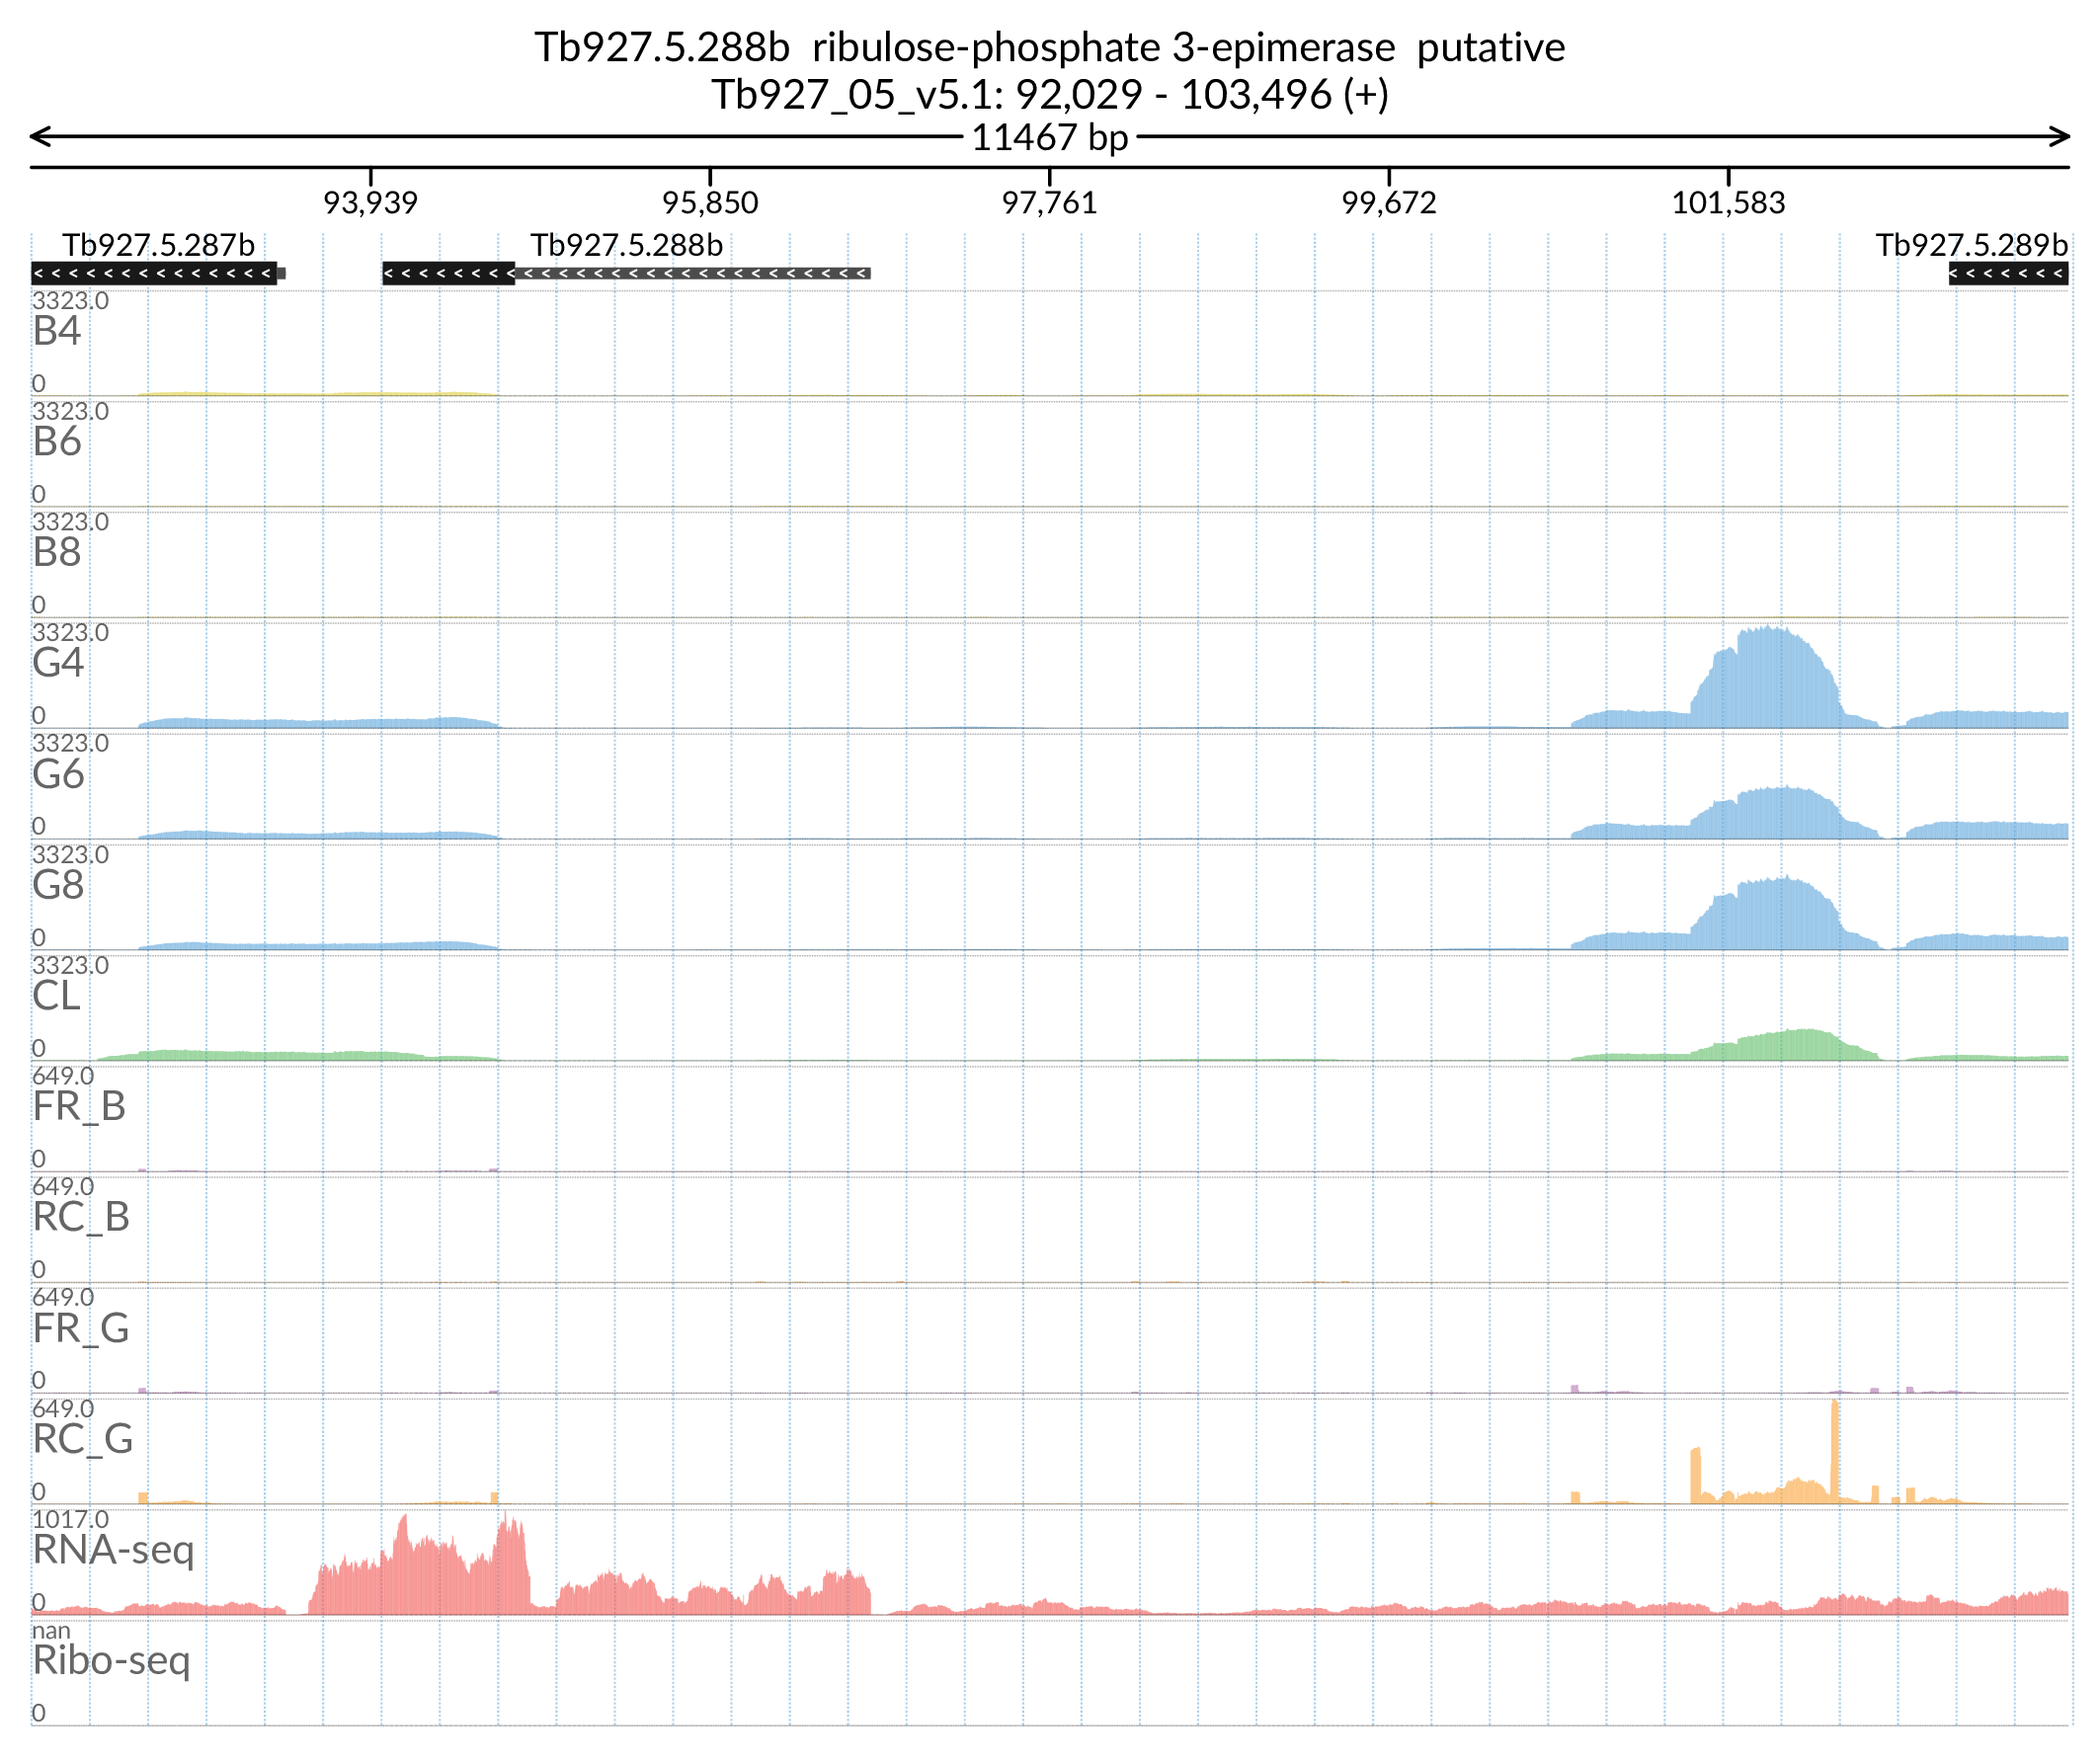 Tb927.5.288b ribulose-phosphate 3-epimerase putative
Tb927_05_v5.1: 92,029 - 103,496 (+)
11467 bp
93,939 95,850 97,761 99,672 101,583
Tb927.5.287b Tb927.5.288b Tb927.5.289b
3323.0
B4
0
3323.0
B6
0
3323.0
B8
0
3323.0
G4
0
3323.0
G6
0
3323.0
G8
0
3323.0
CL
0
649.0
FR_B
0
649.0
RC_B
0
649.0
FR_G
0
649.0
RC_G
0
1017.0
RNA-seq
0
nan
Ribo-seq
0